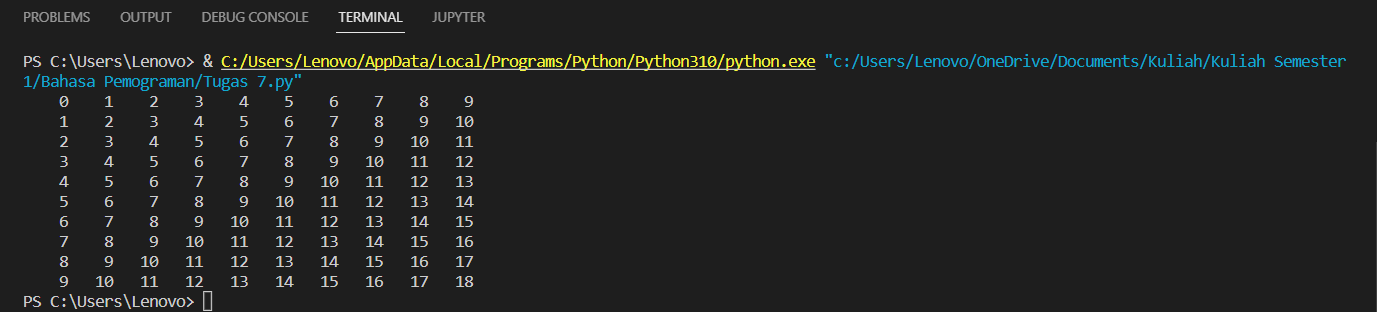 PROBLEMS OUTPUT DEBUG CONSOLE TERMINAL JUPYTER
PS C:\Users\Lenovo> & C:/Users/Lenovo/AppData/Local/Programs/Python/Python310/python.exe "c:/Users/Lenovo/OneDrive/Documents/Kuliah/Kuliah Semester
1/Bahasa Pemograman/Tugas 7.py"
0 1 2 3 4 5 6 7 8 9
1 2 3 4 5 6 7 8 9 10
2 3 4 5 6 7 8 9 10 11
3 4 5 6 7 8 9 10 11 12
4 5 6 7 8 9 10 11 12 13
5 6 7 8 9 10 11 12 13 14
6 7 8 9 10 11 12 13 14 15
7 8 9 10 11 12 13 14 15 16
8 9 10 11 12 13 14 15 16 17
9 10 11 12 13 14 15 16 17 18
PS C:\Users\Lenovo>